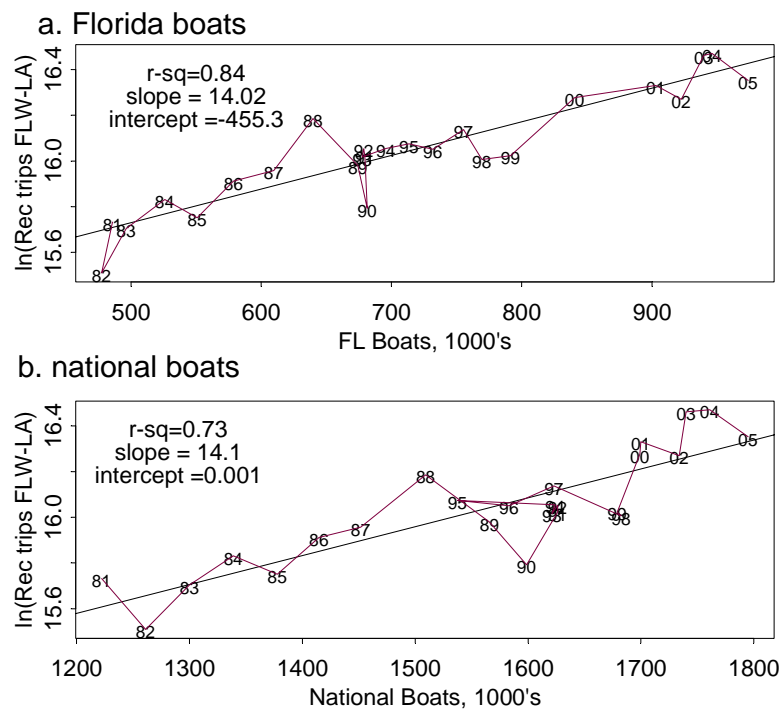 a. Florida boats
r-sq=0.84
slope = 14.02
intercept =-455.3
ln(Rec trips FLW-LA)
15.6 16.0 16.4
81 82 83 84 85 86 87 88 89 90 92 94 95 96 97 98 99 00 01 02 03 04 05
500 600 700 800 900
FL Boats, 1000's
b. national boats
r-sq=0.73
slope = 14.1
intercept =0.001
ln(Rec trips FLW-LA)
15.6 16.0 16.4
81 82 83 84 85 86 87 88 95 89 96 90 97 93 92 91 99 98 01 00 02 03 04 05
1200 1300 1400 1500 1600 1700 1800
National Boats, 1000's